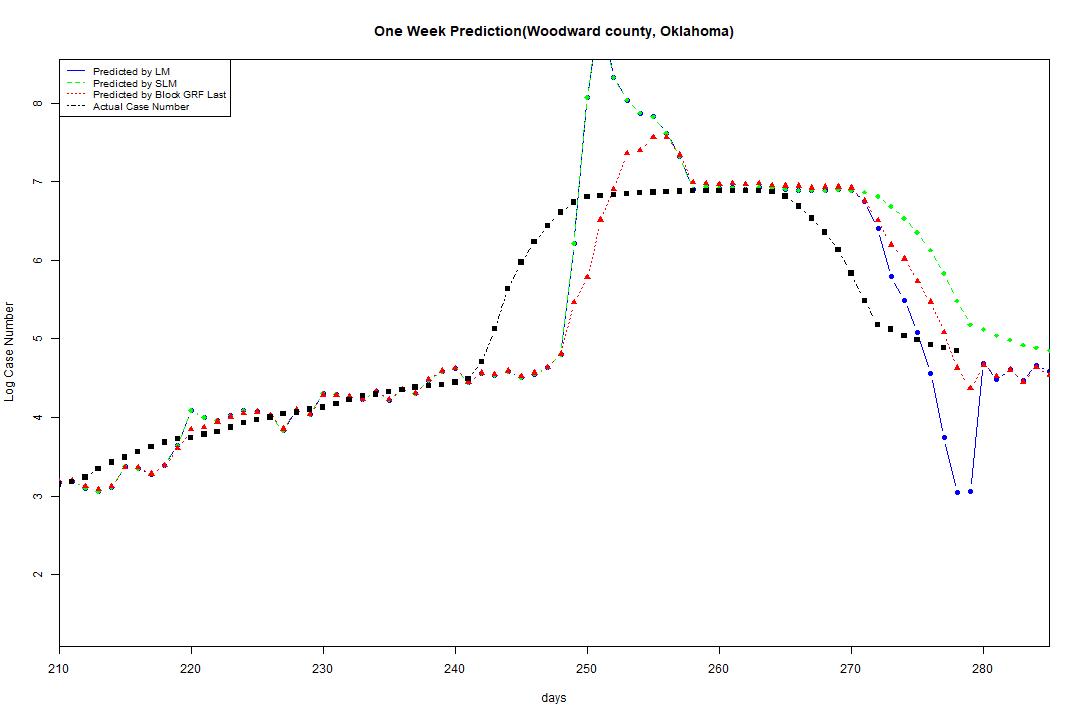 One Week Prediction(Woodward county, Oklahoma)
Predicted by LM
Predicted by SLM
Predicted by Block GRF Last
Actual Case Number
Log Case Number
8
7
6
5
4
3
2
210 220 230 240 250 260 270 280
days